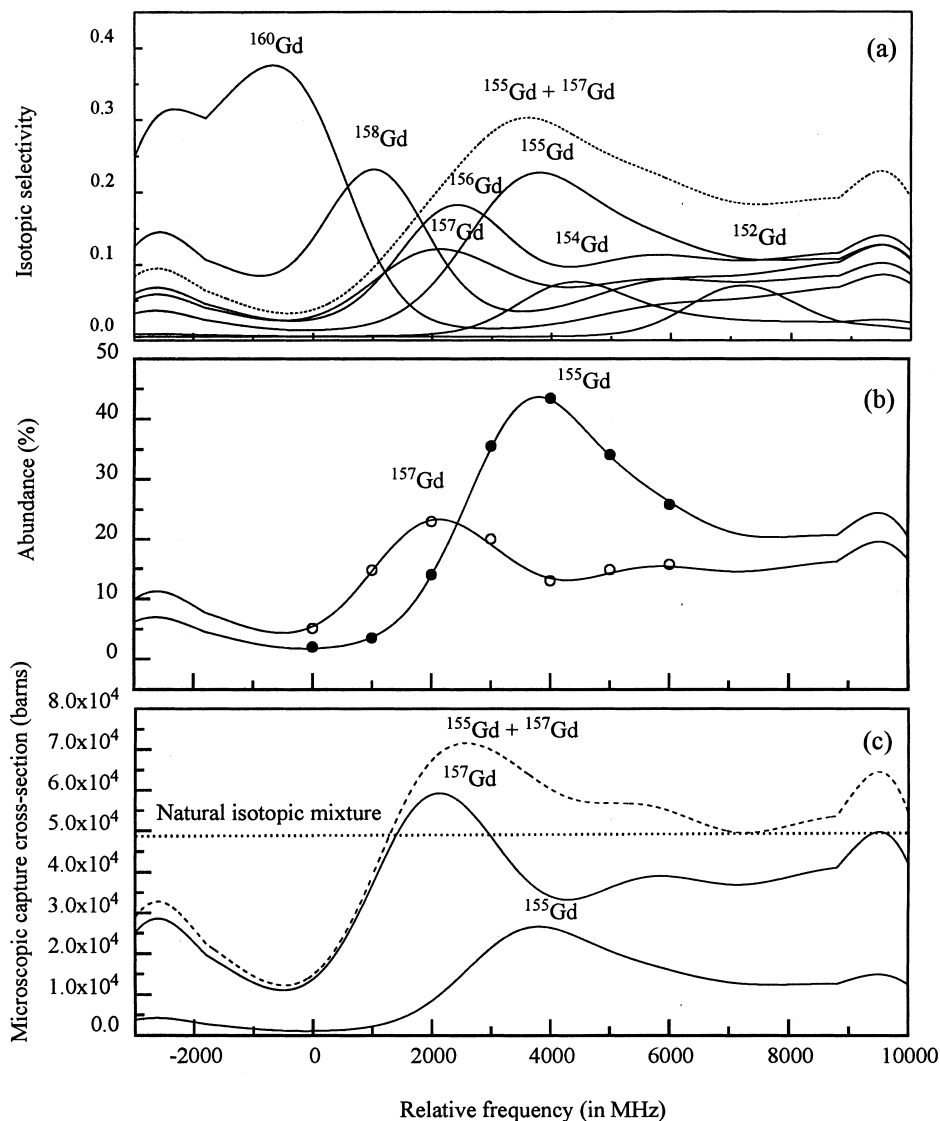 0.4
0.3
0.2
0.1
0.0
Isotopic selectivity
(a)
¹⁶⁰Gd
¹⁵⁸Gd
¹⁵⁵Gd + ¹⁵⁷Gd
¹⁵⁵Gd
¹⁵⁶Gd
¹⁵⁷Gd
¹⁵⁴Gd
¹⁵²Gd
50
40
30
20
10
0
Abundance (%)
(b)
¹⁵⁵Gd
¹⁵⁷Gd
8.0x10⁴
7.0x10⁴
6.0x10⁴
5.0x10⁴
4.0x10⁴
3.0x10⁴
2.0x10⁴
1.0x10⁴
0.0
Microscopic capture cross-section (barns)
(c)
¹⁵⁵Gd + ¹⁵⁷Gd
¹⁵⁷Gd
Natural isotopic mixture
¹⁵⁵Gd
-2000 0 2000 4000 6000 8000 10000
Relative frequency (in MHz)